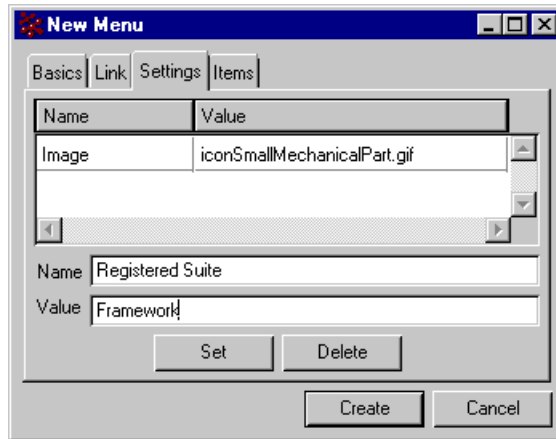 New Menu
Basics Link Settings Items
Name Value
Image iconSmallMechanicalPart.gif
Name Registered Suite
Value Framework
Set Delete
Create Cancel